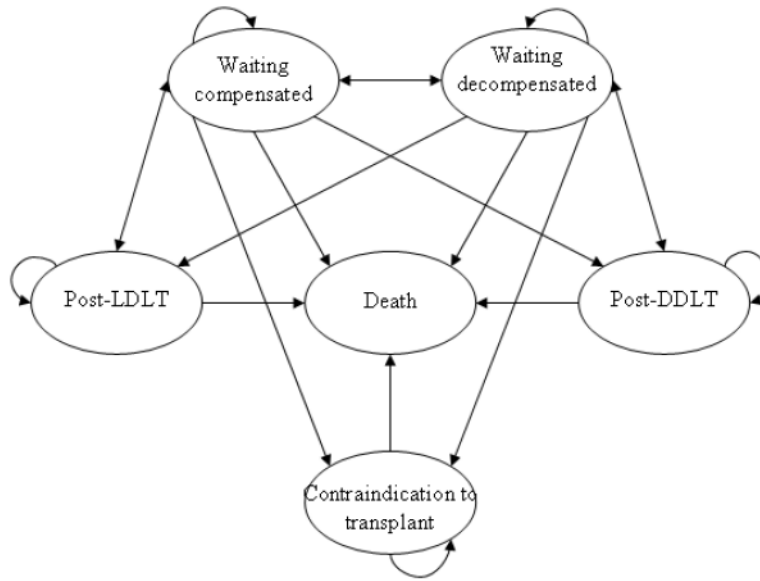 Waiting
compensated
Waiting
decompensated
Post-LDLT
Death
Post-DDLT
Contraindication to
transplant